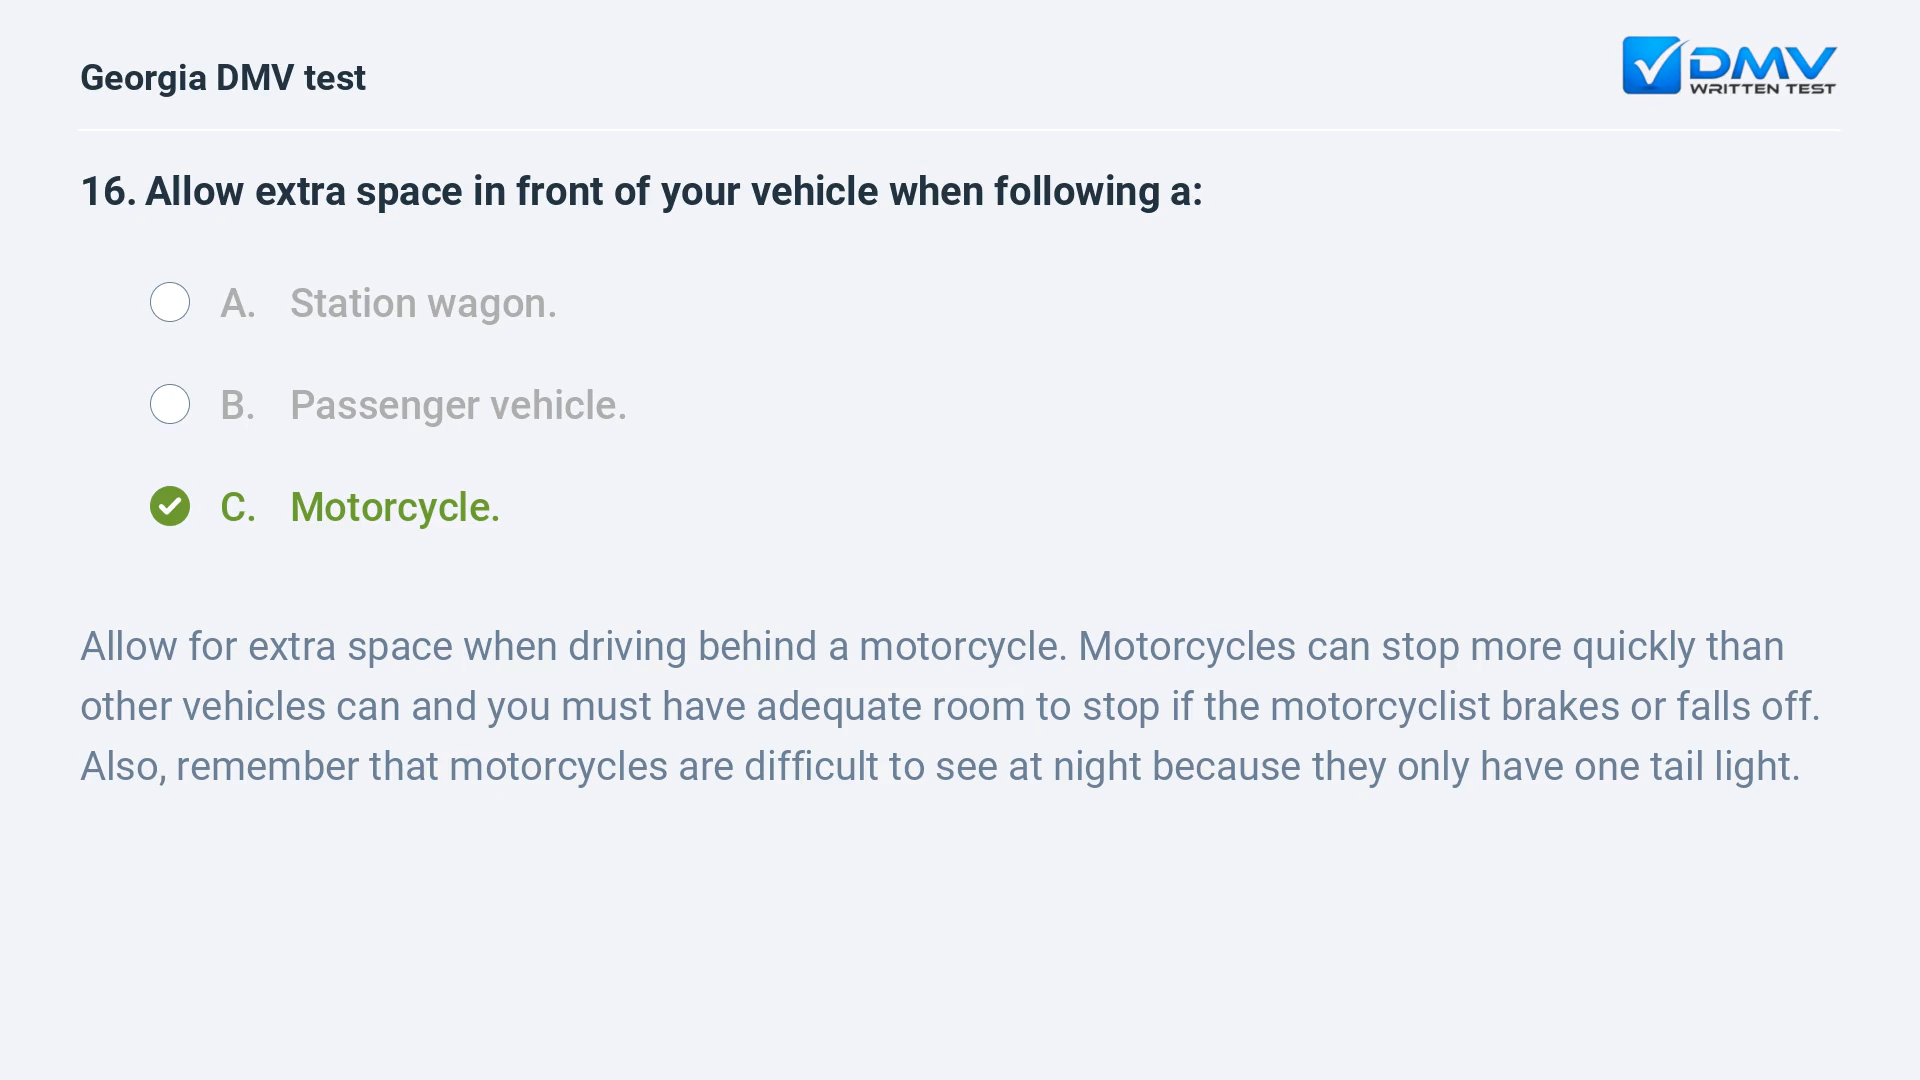 Georgia DMV test
DMV
WRITTEN TEST
16. Allow extra space in front of your vehicle when following a:
A. Station wagon.
B. Passenger vehicle.
C. Motorcycle.
Allow for extra space when driving behind a motorcycle. Motorcycles can stop more quickly than
other vehicles can and you must have adequate room to stop if the motorcyclist brakes or falls off.
Also, remember that motorcycles are difficult to see at night because they only have one tail light.